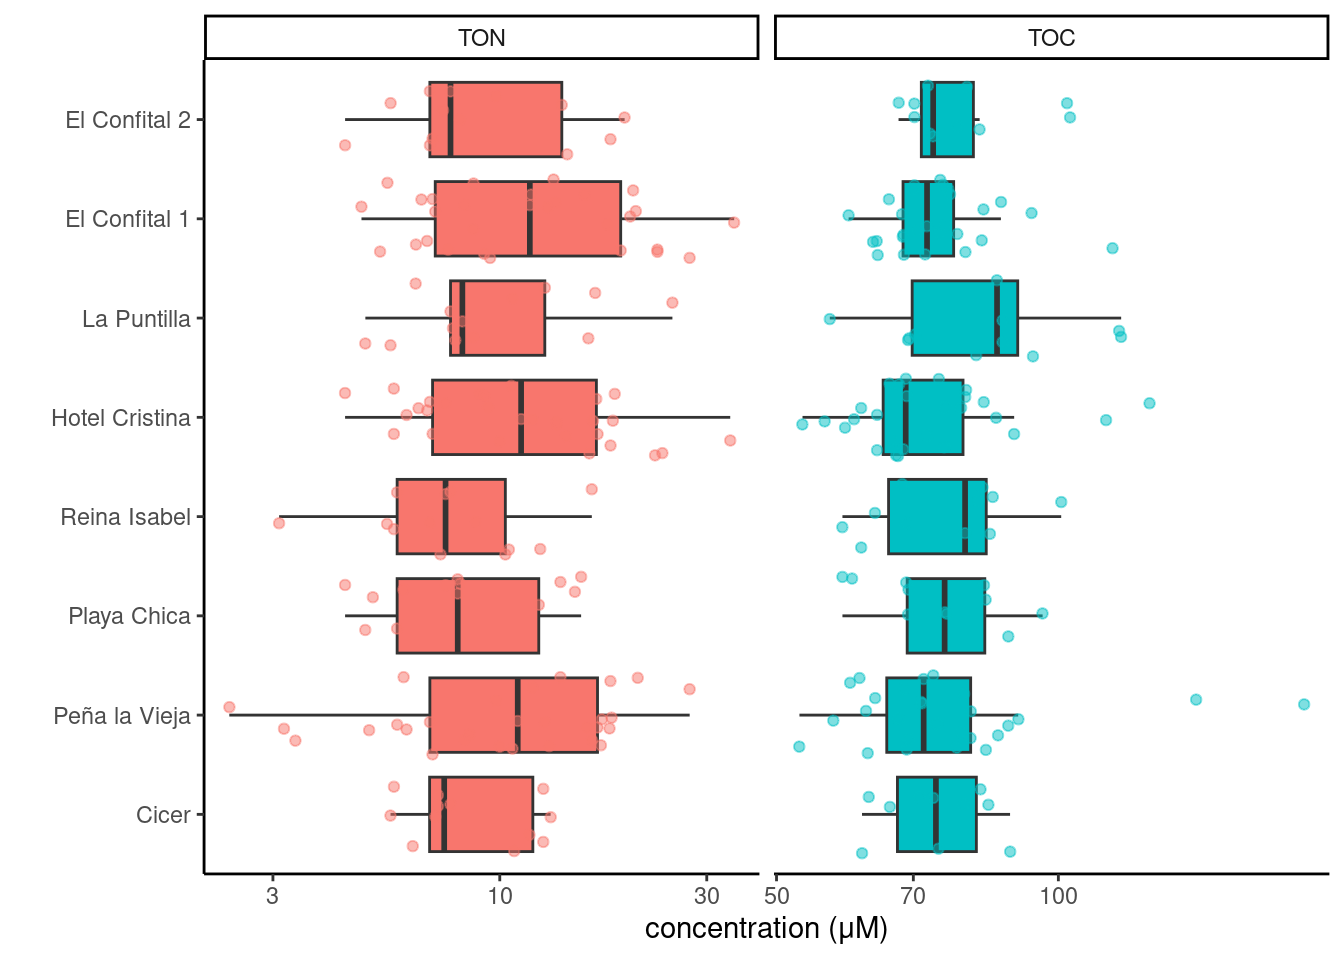 TON TOC
El Confital 2
El Confital 1
La Puntilla
Hotel Cristina
Reina Isabel
Playa Chica
Peña la Vieja
Cicer
3 10 30 50 70 100
concentration (µM)